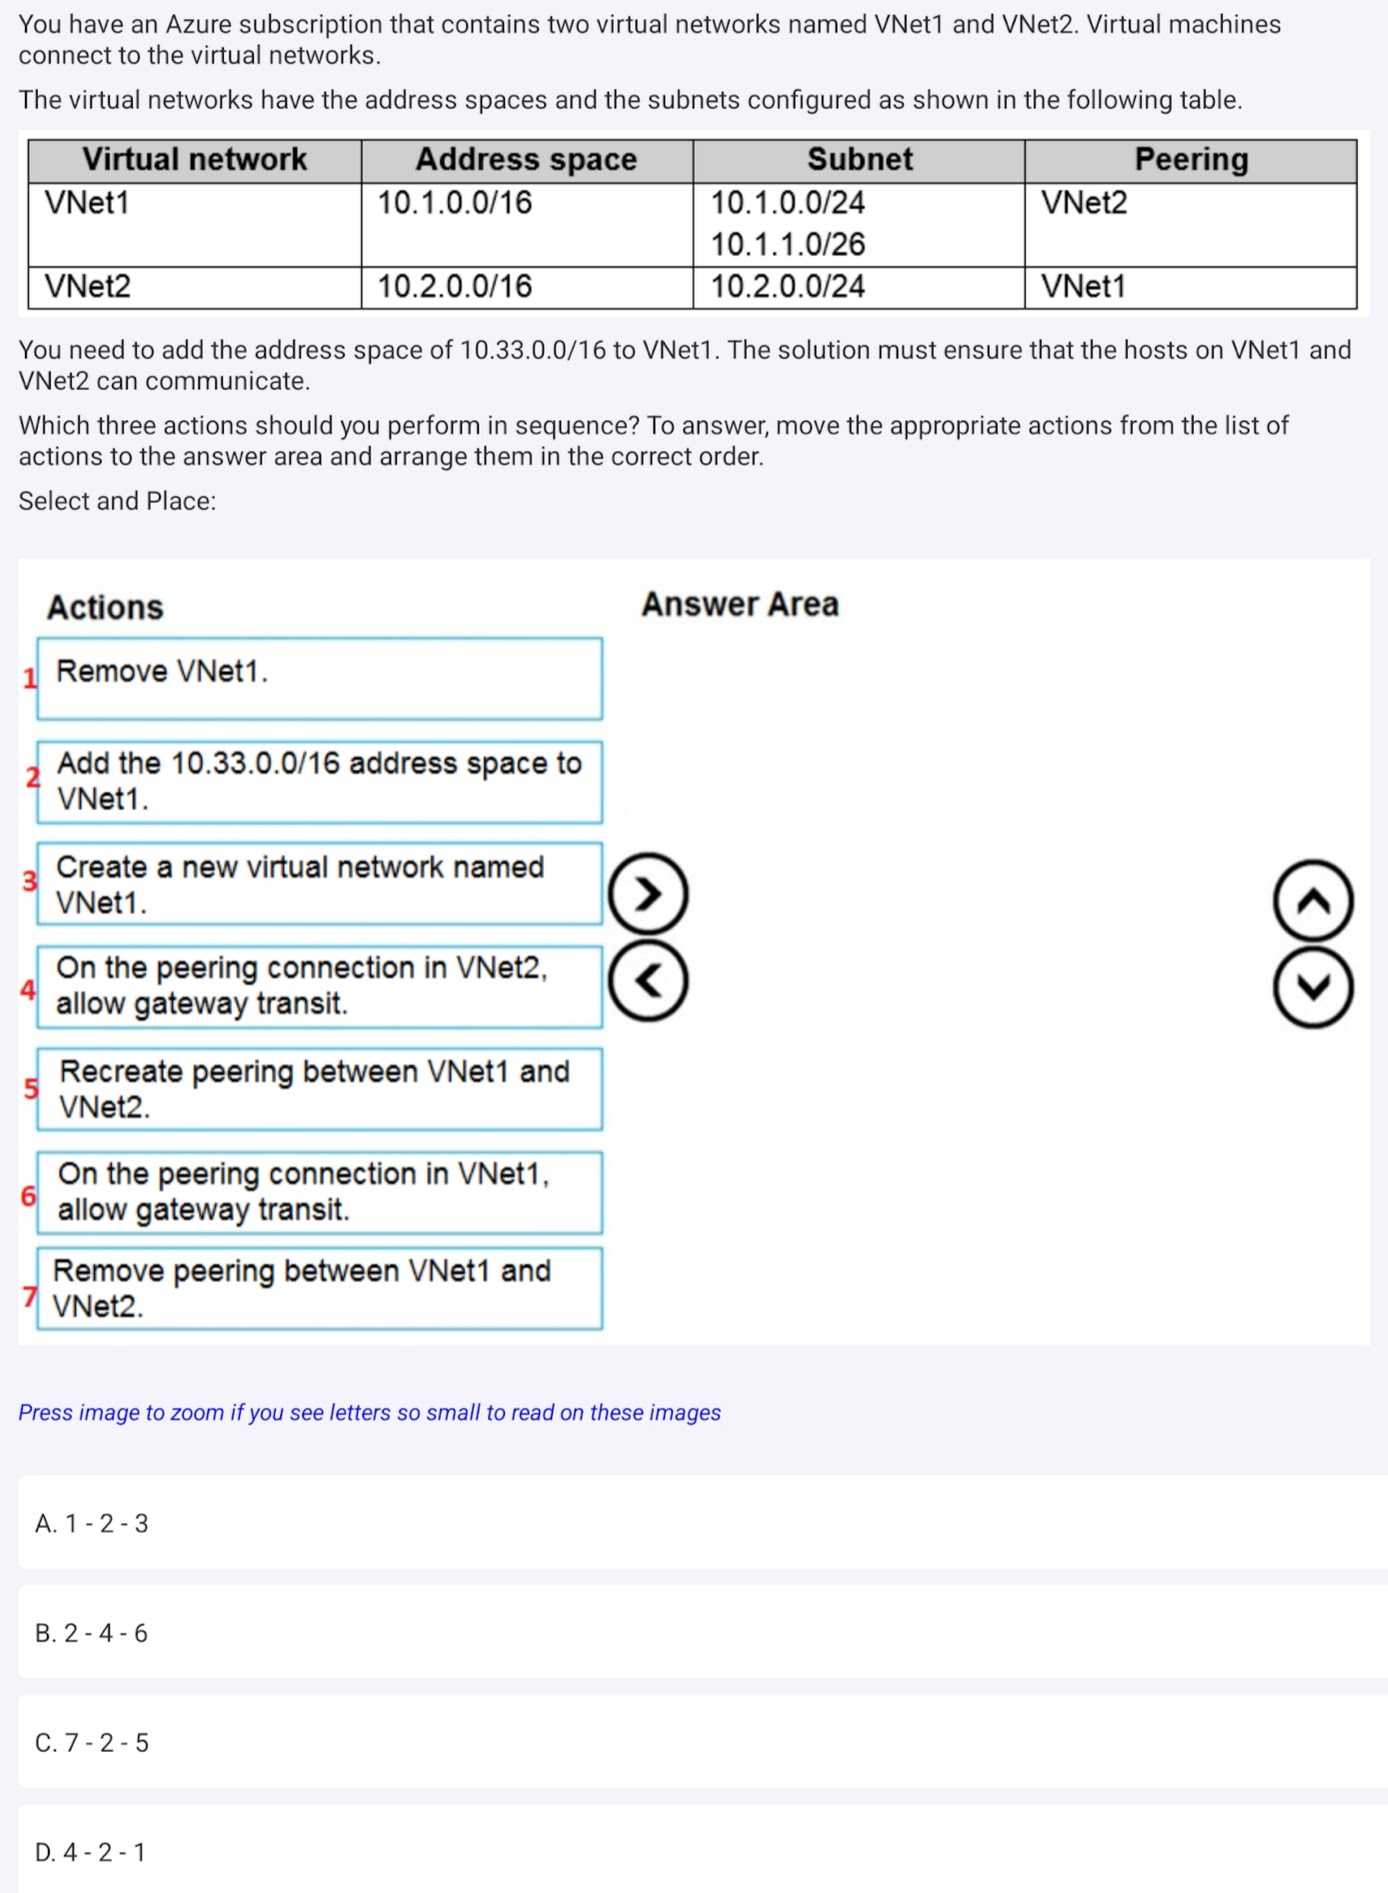 You have an Azure subscription that contains two virtual networks named VNet1 and VNet2. Virtual machines
connect to the virtual networks.
The virtual networks have the address spaces and the subnets configured as shown in the following table.
Virtual network Address space Subnet Peering
VNet1 10.1.0.0/16 10.1.0.0/24 VNet2
10.1.1.0/26
VNet2 10.2.0.0/16 10.2.0.0/24 VNet1
You need to add the address space of 10.33.0.0/16 to VNet1. The solution must ensure that the hosts on VNet1 and
VNet2 can communicate.
Which three actions should you perform in sequence? To answer, move the appropriate actions from the list of
actions to the answer area and arrange them in the correct order.
Select and Place:
Actions
Answer Area
1 Remove VNet1.
2 Add the 10.33.0.0/16 address space to
VNet1.
3 Create a new virtual network named
VNet1.
4 On the peering connection in VNet2,
allow gateway transit.
5 Recreate peering between VNet1 and
VNet2.
6 On the peering connection in VNet1,
allow gateway transit.
7 Remove peering between VNet1 and
VNet2.
Press image to zoom if you see letters so small to read on these images
A. 1 - 2 - 3
B. 2 - 4 - 6
C. 7 - 2 - 5
D. 4 - 2 - 1